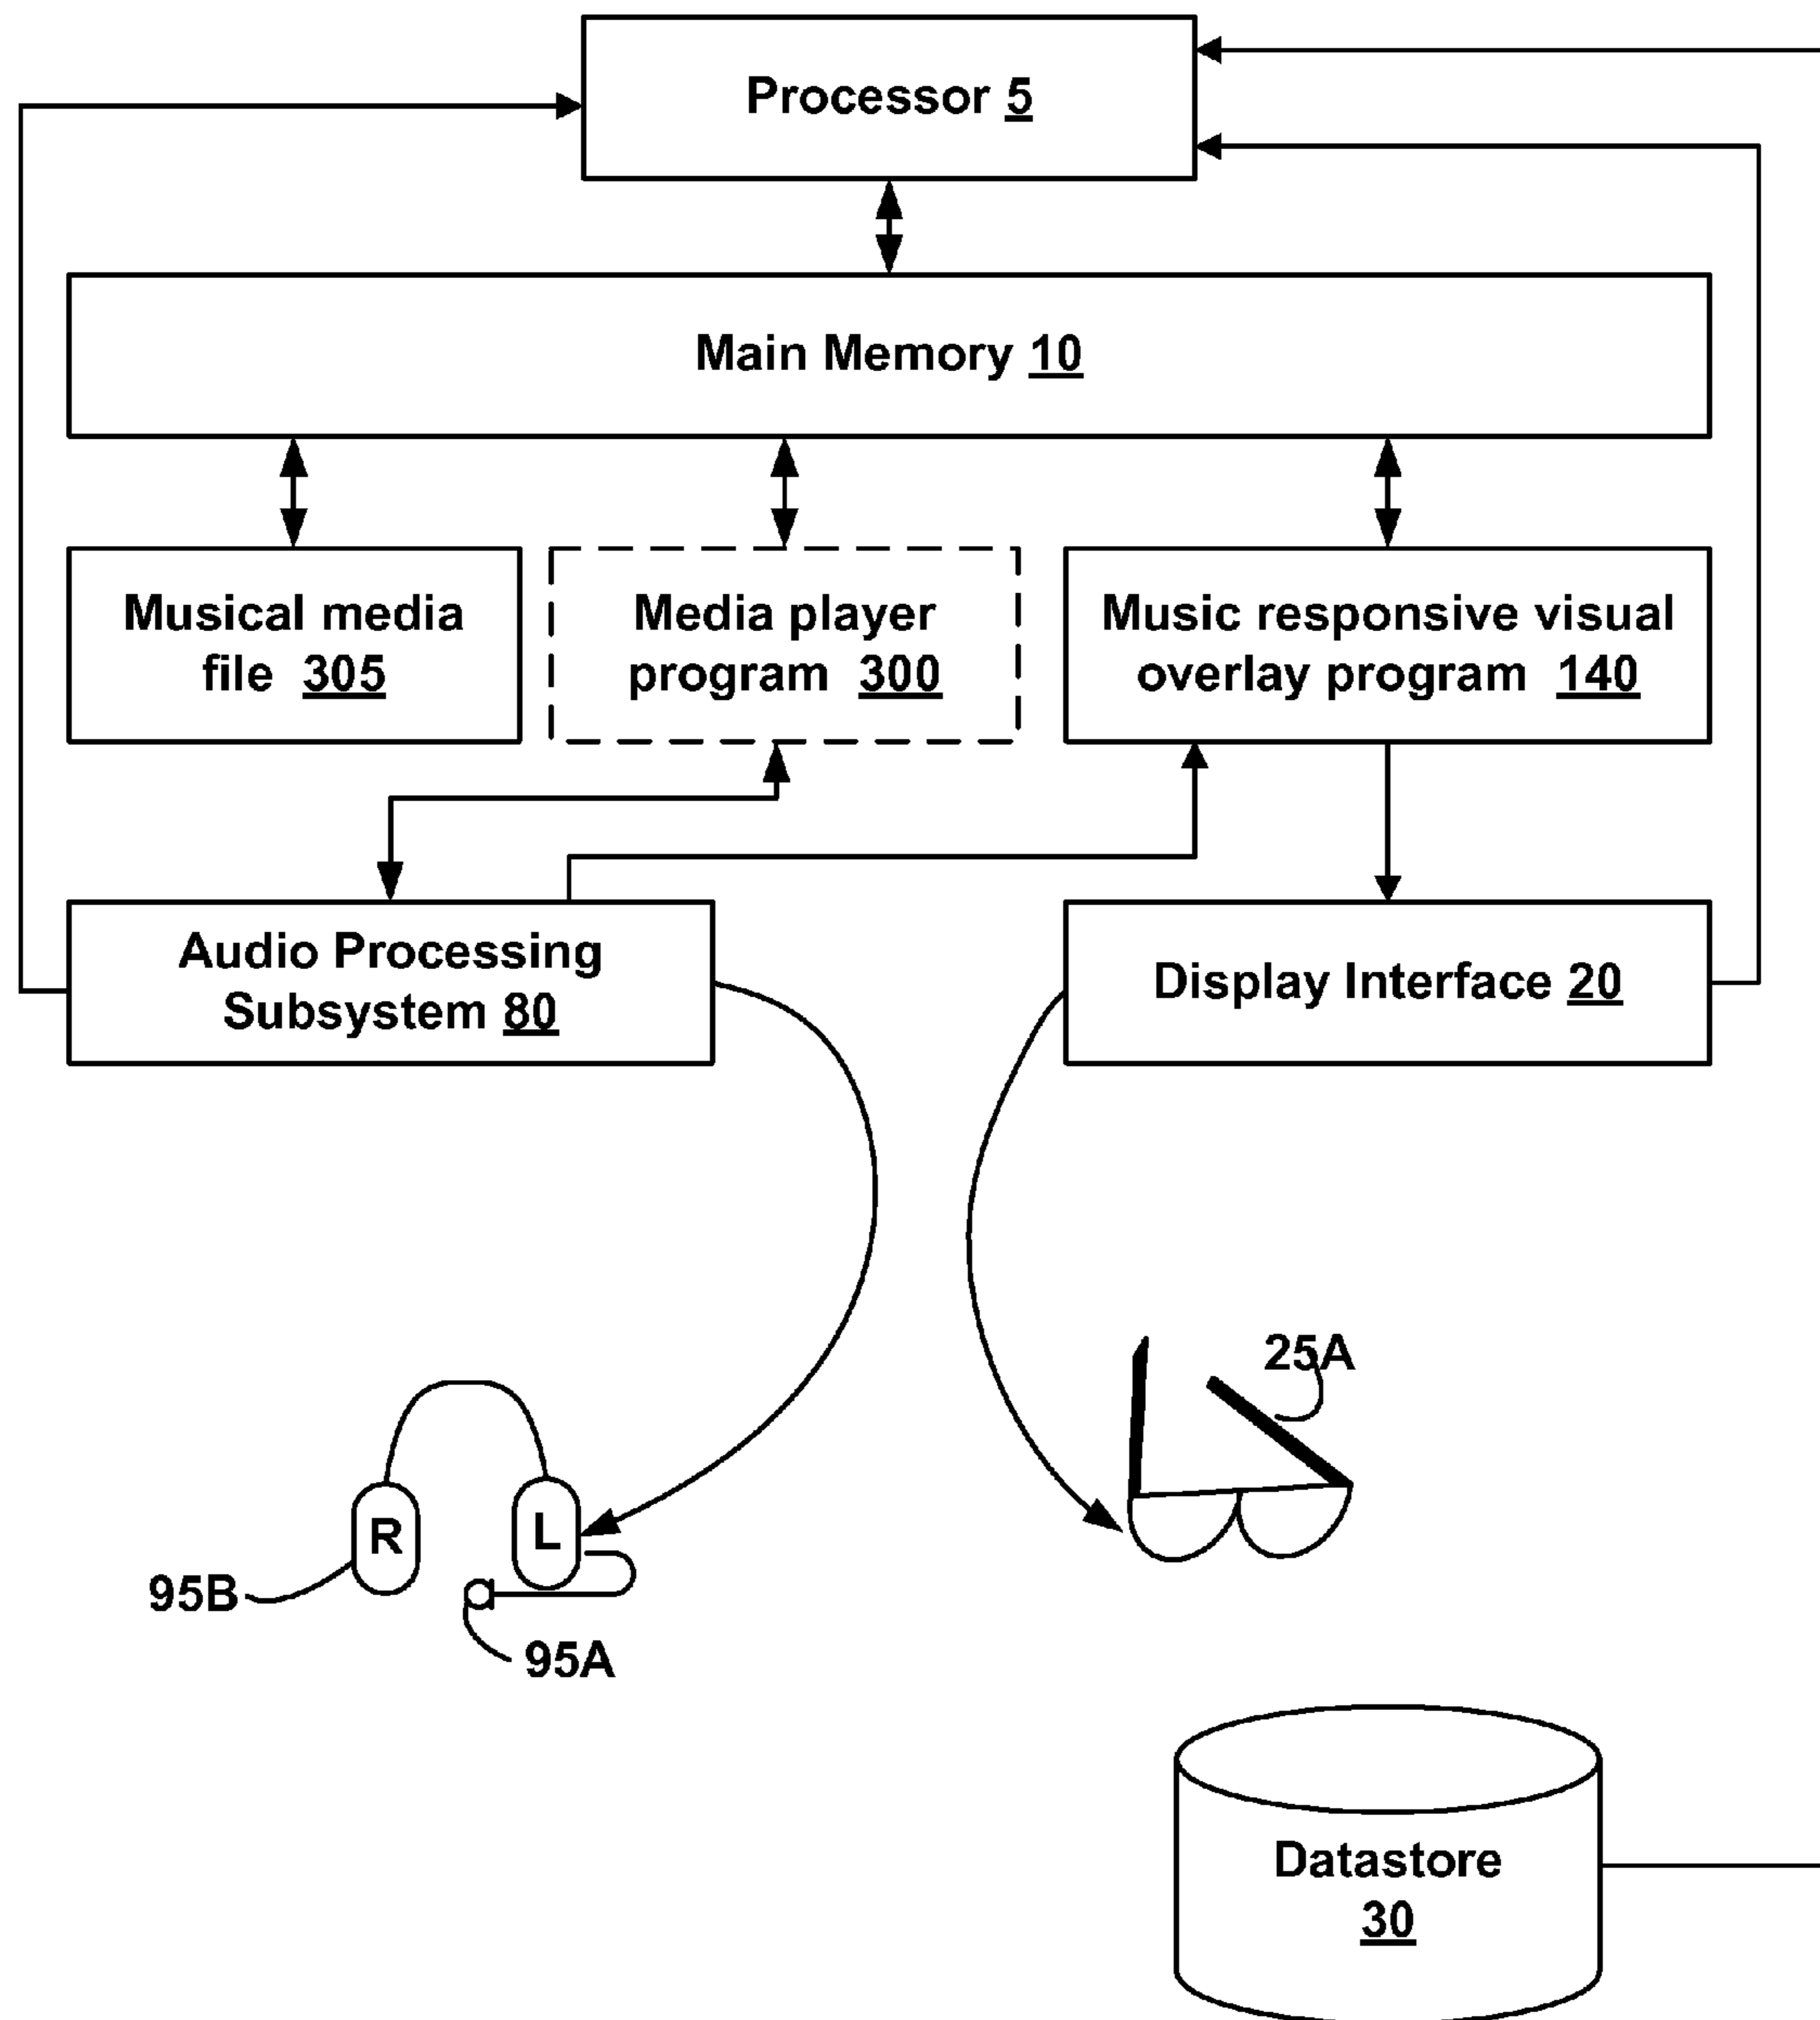 Processor 5
Main Memory 10
Musical media
file 305
Media player
program 300
Music responsive visual
overlay program 140
Audio Processing
Subsystem 80
Display Interface 20
25A
R
L
95B
95A
Datastore
30